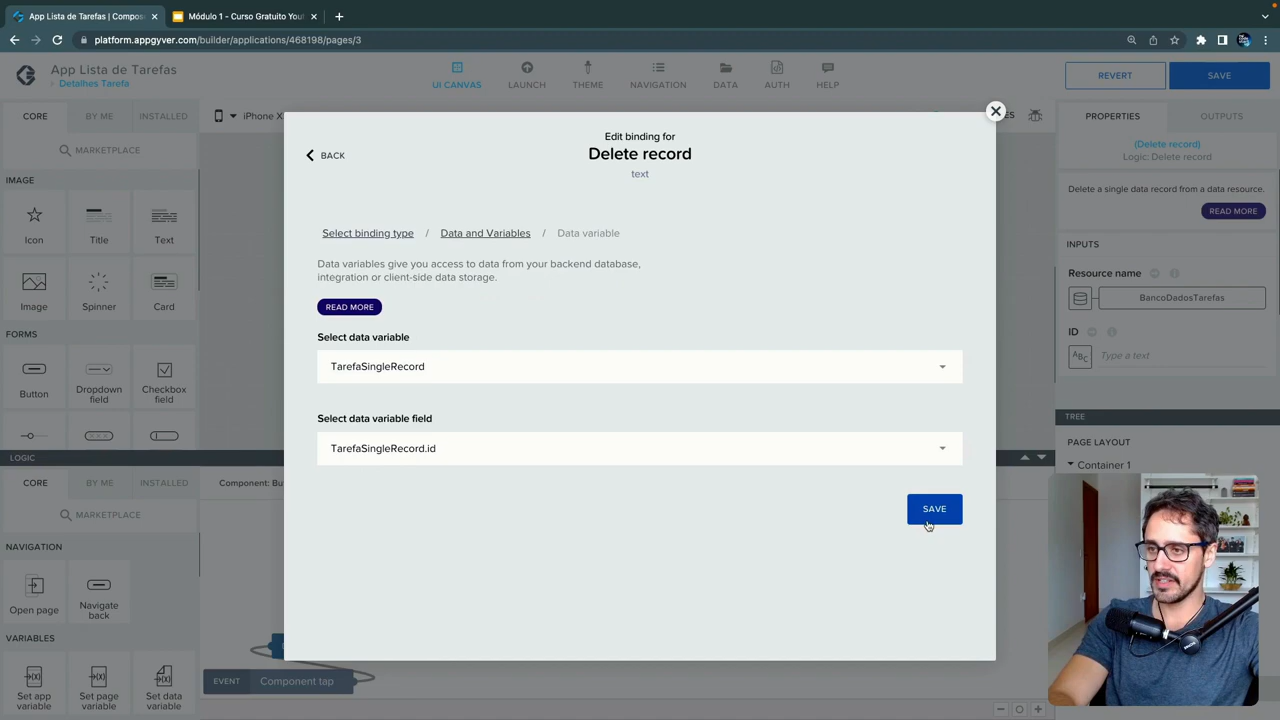 App Lista de Tarefas | Compos
Módulo 1 - Curso Gratuito Yout
platform.appgyver.com/builder/applications/468198/pages/3
App Lista de Tarefas
Detalhes Tarefa
UI CANVAS
LAUNCH
THEME
NAVIGATION
DATA
AUTH
HELP
REVERT
SAVE
CORE
BY ME
INSTALLED
iPhone X
PROPERTIES
OUTPUTS
MARKETPLACE
IMAGE
Icon
Title
Text
Image
Spinner
Card
FORMS
Button
Dropdown field
Checkbox field
LOGIC
CORE
BY ME
INSTALLED
Component: Bu
MARKETPLACE
NAVIGATION
Open page
Navigate back
VARIABLES
Set app variable
Set page variable
Set data variable
EVENT
Component tap
BACK
Edit binding for
Delete record
text
Select binding type / Data and Variables / Data variable
Data variables give you access to data from your backend database,
integration or client-side data storage.
READ MORE
Select data variable
TarefaSingleRecord
Select data variable field
TarefaSingleRecord.id
SAVE
(Delete record)
Logic: Delete record
Delete a single data record from a data resource.
READ MORE
INPUTS
Resource name
BancoDadosTarefas
ID
ABC
Type a text
TREE
PAGE LAYOUT
Container 1